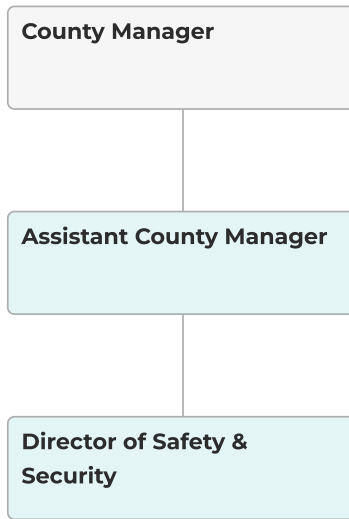 County Manager
Assistant County Manager
Director of Safety &
Security